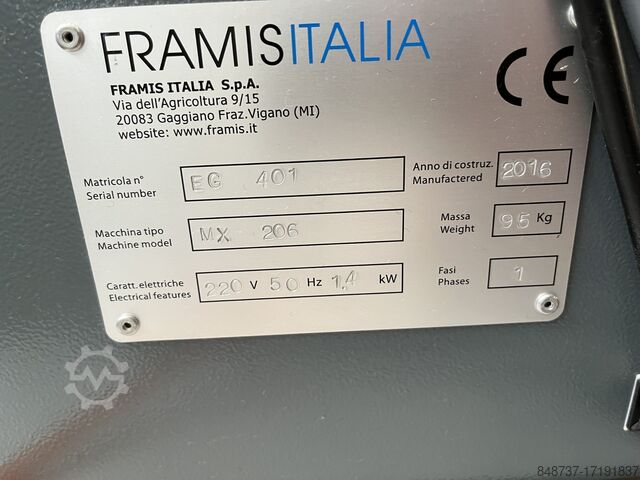 FRAMISITALIA
FRAMIS ITALIA S.p.A.
Via dell'Agricoltura 9/15
20083 Gaggiano Fraz.Vigano (MI)
website: www.framis.it
CE
Matricola n° EG 401
Serial number
Anno di costruz. 2016
Manufactured
Macchina tipo MX 206
Machine model
Massa 95 Kg
Weight
Caratt. elettriche 220 V 50 Hz 1,4 kW
Electrical features
Fasi 1
Phases
848737-17191837